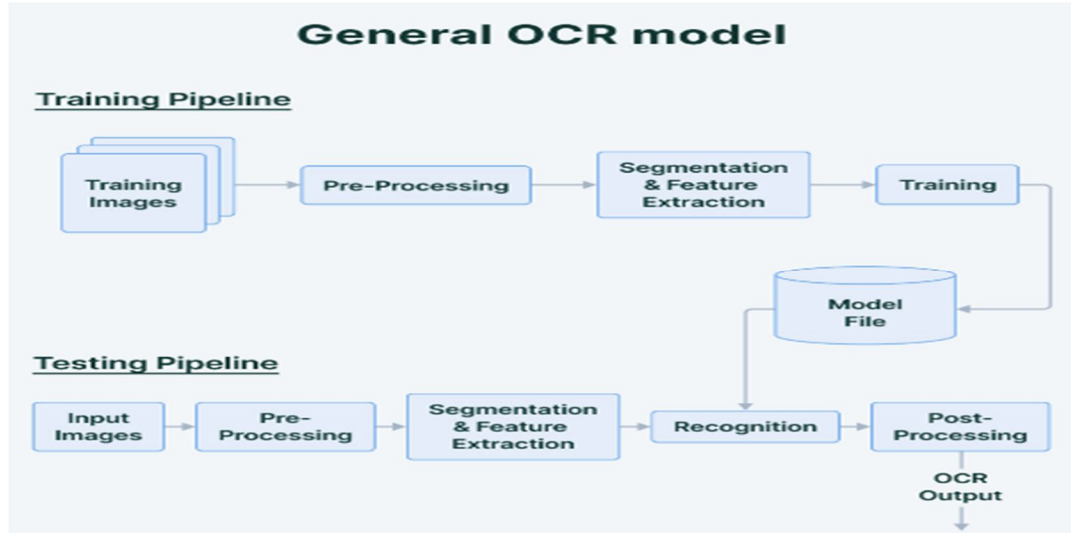 General OCR model
Training Pipeline
Training
Images
Pre-Processing
Segmentation
& Feature
Extraction
Training
Model
File
Testing Pipeline
Input
Images
Pre-
Processing
Segmentation
& Feature
Extraction
Recognition
Post-
Processing
OCR
Output